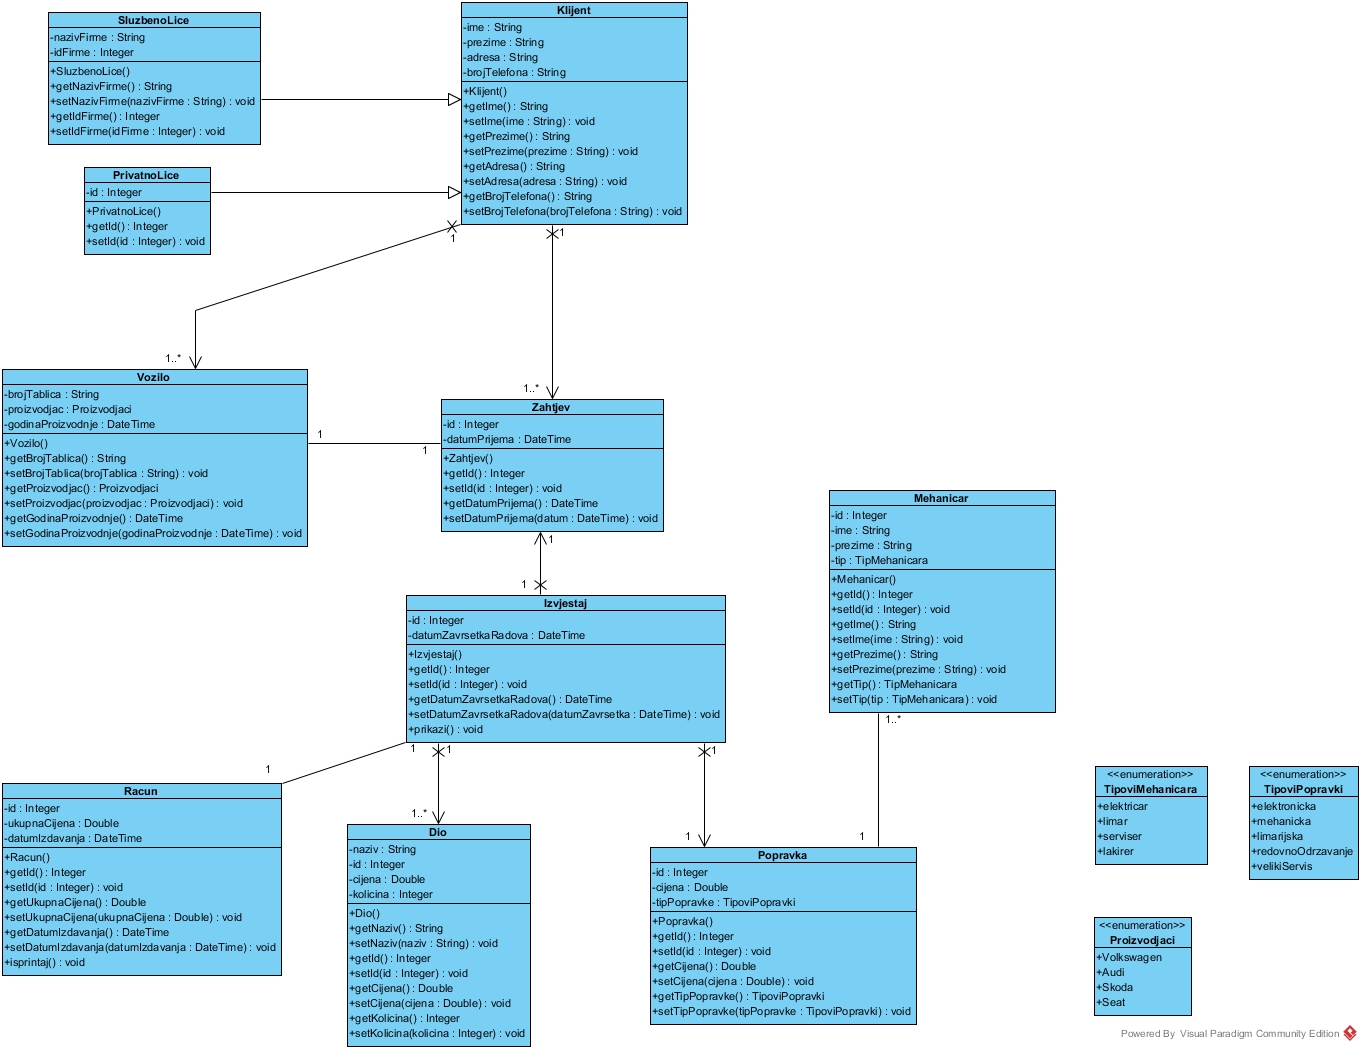 SluzbenoLice
-nazivFirme : String
-idFirme : Integer
+SluzbenoLice()
+getNazivFirme() : String
+setNazivFirme(nazivFirme : String) : void
+getIdFirme() : Integer
+setIdFirme(idFirme : Integer) : void
Klijent
-ime : String
-prezime : String
-adresa : String
-brojTelefona : String
+Klijent()
+getIme() : String
+setIme(ime : String) : void
+getPrezime() : String
+setPrezime(prezime : String) : void
+getAdresa() : String
+setAdresa(adresa : String) : void
+getBrojTelefona() : String
+setBrojTelefona(brojTelefona : String) : void
PrivatnoLice
-id : Integer
+PrivatnoLice()
+getId() : Integer
+setId(id : Integer) : void
1
1
1..*
1..*
Vozilo
-brojTablica : String
-proizvodjac : Proizvodjaci
-godinaProizvodnje : DateTime
+Vozilo()
+getBrojTablica() : String
+setBrojTablica(brojTablica : String) : void
+getProizvodjac() : Proizvodjaci
+setProizvodjac(proizvodjac : Proizvodjaci) : void
+getGodinaProizvodnje() : DateTime
+setGodinaProizvodnje(godinaProizvodnje : DateTime) : void
1
1
Zahtjev
-id : Integer
-datumPrijema : DateTime
+Zahtjev()
+getId() : Integer
+setId(id : Integer) : void
+getDatumPrijema() : DateTime
+setDatumPrijema(datum : DateTime) : void
1
1
Mehanicar
-id : Integer
-ime : String
-prezime : String
-tip : TipMehanicara
+Mehanicar()
+getId() : Integer
+setId(id : Integer) : void
+getIme() : String
+setIme(ime : String) : void
+getPrezime() : String
+setPrezime(prezime : String) : void
+getTip() : TipMehanicara
+setTip(tip : TipMehanicara) : void
1..*
1
Izvjestaj
-id : Integer
-datumZavrsetkaRadova : DateTime
+Izvjestaj()
+getId() : Integer
+setId(id : Integer) : void
+getDatumZavrsetkaRadova() : DateTime
+setDatumZavrsetkaRadova(datumZavrsetka : DateTime) : void
+prikazi() : void
1
1
1
1
1..*
1
Racun
-id : Integer
-ukupnaCijena : Double
-datumIzdavanja : DateTime
+Racun()
+getId() : Integer
+setId(id : Integer) : void
+getUkupnaCijena() : Double
+setUkupnaCijena(ukupnaCijena : Double) : void
+getDatumIzdavanja() : DateTime
+setDatumIzdavanja(datumIzdavanja : DateTime) : void
+isprintaj() : void
Dio
-naziv : String
-id : Integer
-cijena : Double
-kolicina : Integer
+Dio()
+getNaziv() : String
+setNaziv(naziv : String) : void
+getId() : Integer
+setId(id : Integer) : void
+getCijena() : Double
+setCijena(cijena : Double) : void
+getKolicina() : Integer
+setKolicina(kolicina : Integer) : void
Popravka
-id : Integer
-cijena : Double
-tipPopravke : TipoviPopravki
+Popravka()
+getId() : Integer
+setId(id : Integer) : void
+getCijena() : Double
+setCijena(cijena : Double) : void
+getTipPopravke() : TipoviPopravki
+setTipPopravke(tipPopravke : TipoviPopravki) : void
<<enumeration>>
TipoviMehanicara
+elektricar
+limar
+serviser
+lakirer
<<enumeration>>
TipoviPopravki
+elektronicka
+mehanicka
+limarijska
+redovnoOdrzavanje
+velikiServis
<<enumeration>>
Proizvodjaci
+Volkswagen
+Audi
+Skoda
+Seat
Powered By Visual Paradigm Community Edition